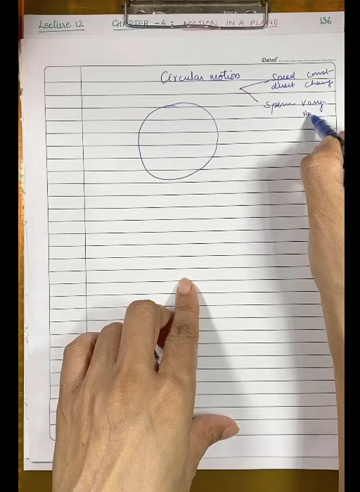 Lecture 12 CHAPTER -4: MOTION IN A PLANE 136
Dated
Circular motion
Speed const
direct chang
Speed vary